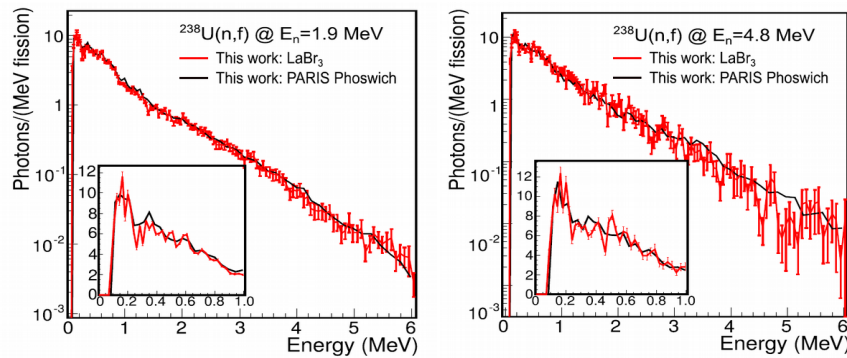 ²³⁸U(n,f) @ Eₙ=1.9 MeV
This work: LaBr₃
This work: PARIS Phoswich
Photons/(MeV fission)
10
1
10⁻¹
10⁻²
10⁻³
12
10
8
6
4
2
0
0.2 0.4 0.6 0.8 1.0
0 1 2 3 4 5 6
Energy (MeV)
²³⁸U(n,f) @ Eₙ=4.8 MeV
This work: LaBr₃
This work: PARIS Phoswich
Photons/(MeV fission)
10
1
10⁻¹
10⁻²
10⁻³
12
10
8
6
4
2
0
0.2 0.4 0.6 0.8 1.0
0 1 2 3 4 5 6
Energy (MeV)